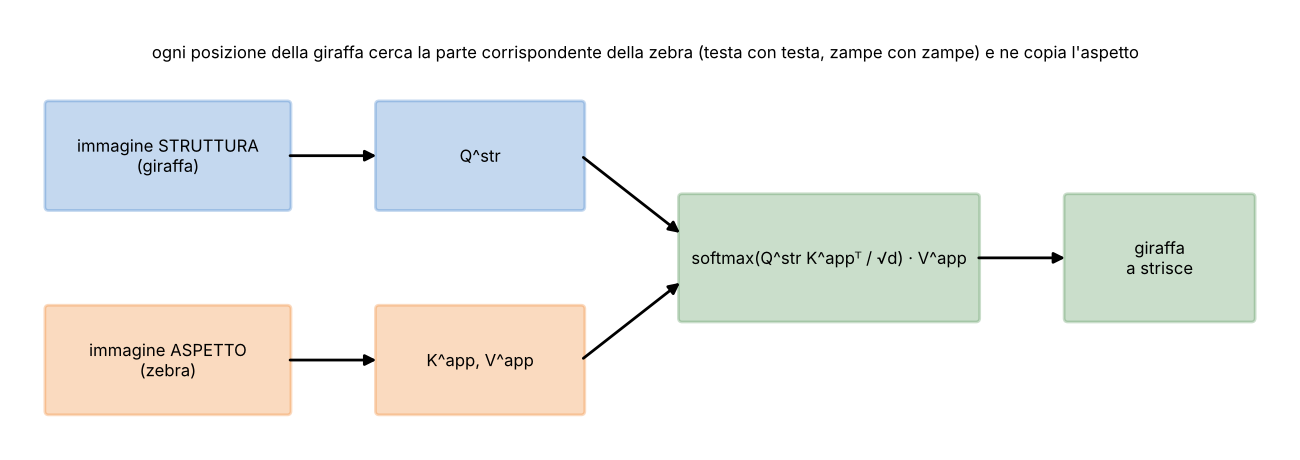 ogni posizione della giraffa cerca la parte corrispondente della zebra (testa con testa, zampe con zampe) e ne copia l'aspetto
immagine STRUTTURA
(giraffa)
Q^str
softmax(Q^str K^appᵀ / √d) · V^app
giraffa
a strisce
immagine ASPETTO
(zebra)
K^app, V^app